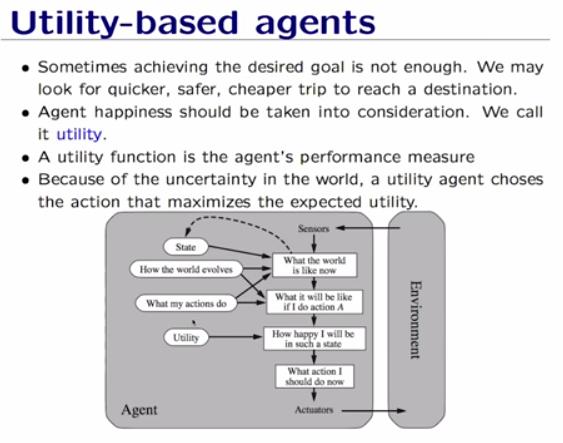 Utility-based agents
• Sometimes achieving the desired goal is not enough. We may
look for quicker, safer, cheaper trip to reach a destination.
• Agent happiness should be taken into consideration. We call
it utility.
• A utility function is the agent's performance measure
• Because of the uncertainty in the world, a utility agent choses
the action that maximizes the expected utility.
Sensors
State
What the world
is like now
How the world evolves
What it will be like
if I do action A
What my actions do
How happy I will be
in such a state
Utility
What action I
should do now
Agent
Actuators
Environment